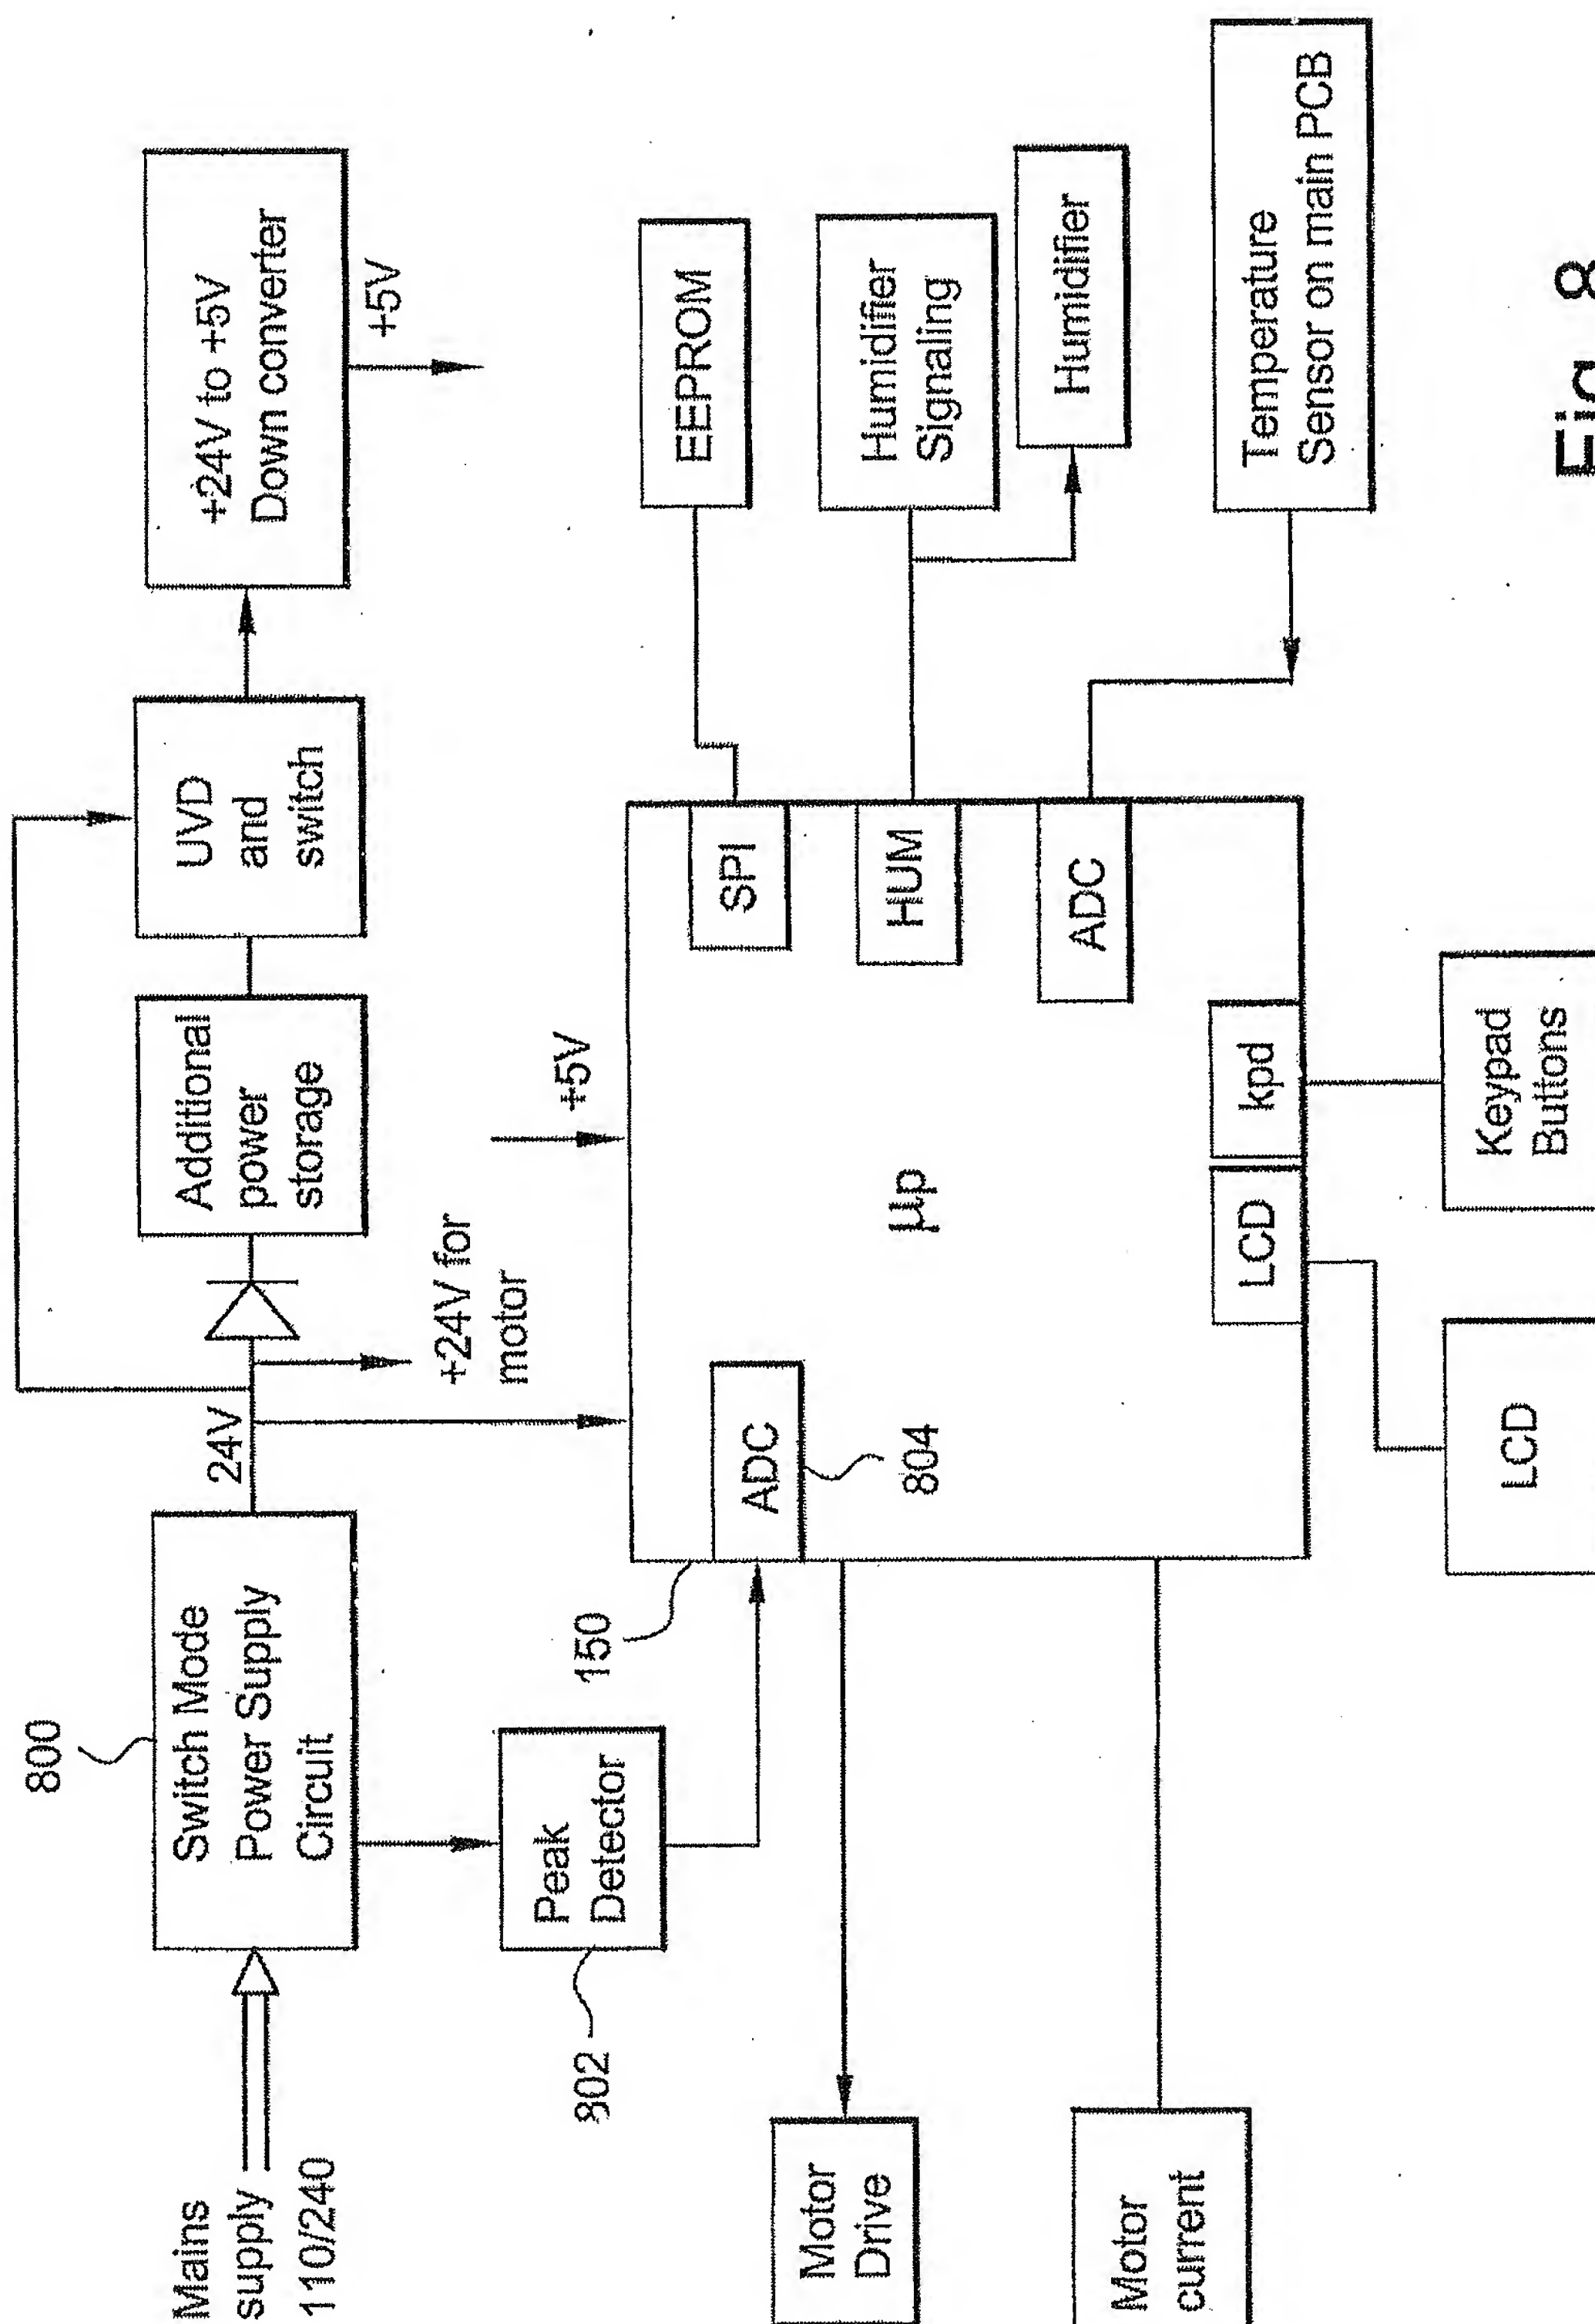 Mains
supply
110/240
800
Switch Mode
Power Supply
Circuit
24V
+24V for
motor
Additional
power
storage
UVD
and
switch
+24V to +5V
Down converter
+5V
802
Peak
Detector
150
ADC
804
+5V
µp
SPI
HUM
ADC
EEPROM
Humidifier
Signaling
Humidifier
Temperature
Sensor on main PCB
Motor
Drive
Motor
current
LCD
kpd
LCD
Keypad
Buttons
Fig. 8